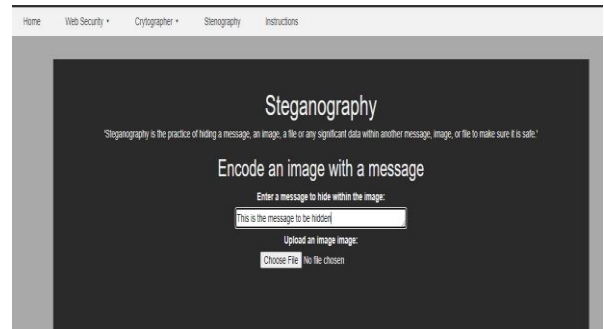 Home Web Security ▾ Crytographer ▾ Stenography Instructions
Steganography
'Steganography is the practice of hiding a message, an image, a file or any significant data within another message, image, or file to make sure it is safe.'
Encode an image with a message
Enter a message to hide within the image:
This is the message to be hidden
Upload an image image:
Choose File No file chosen